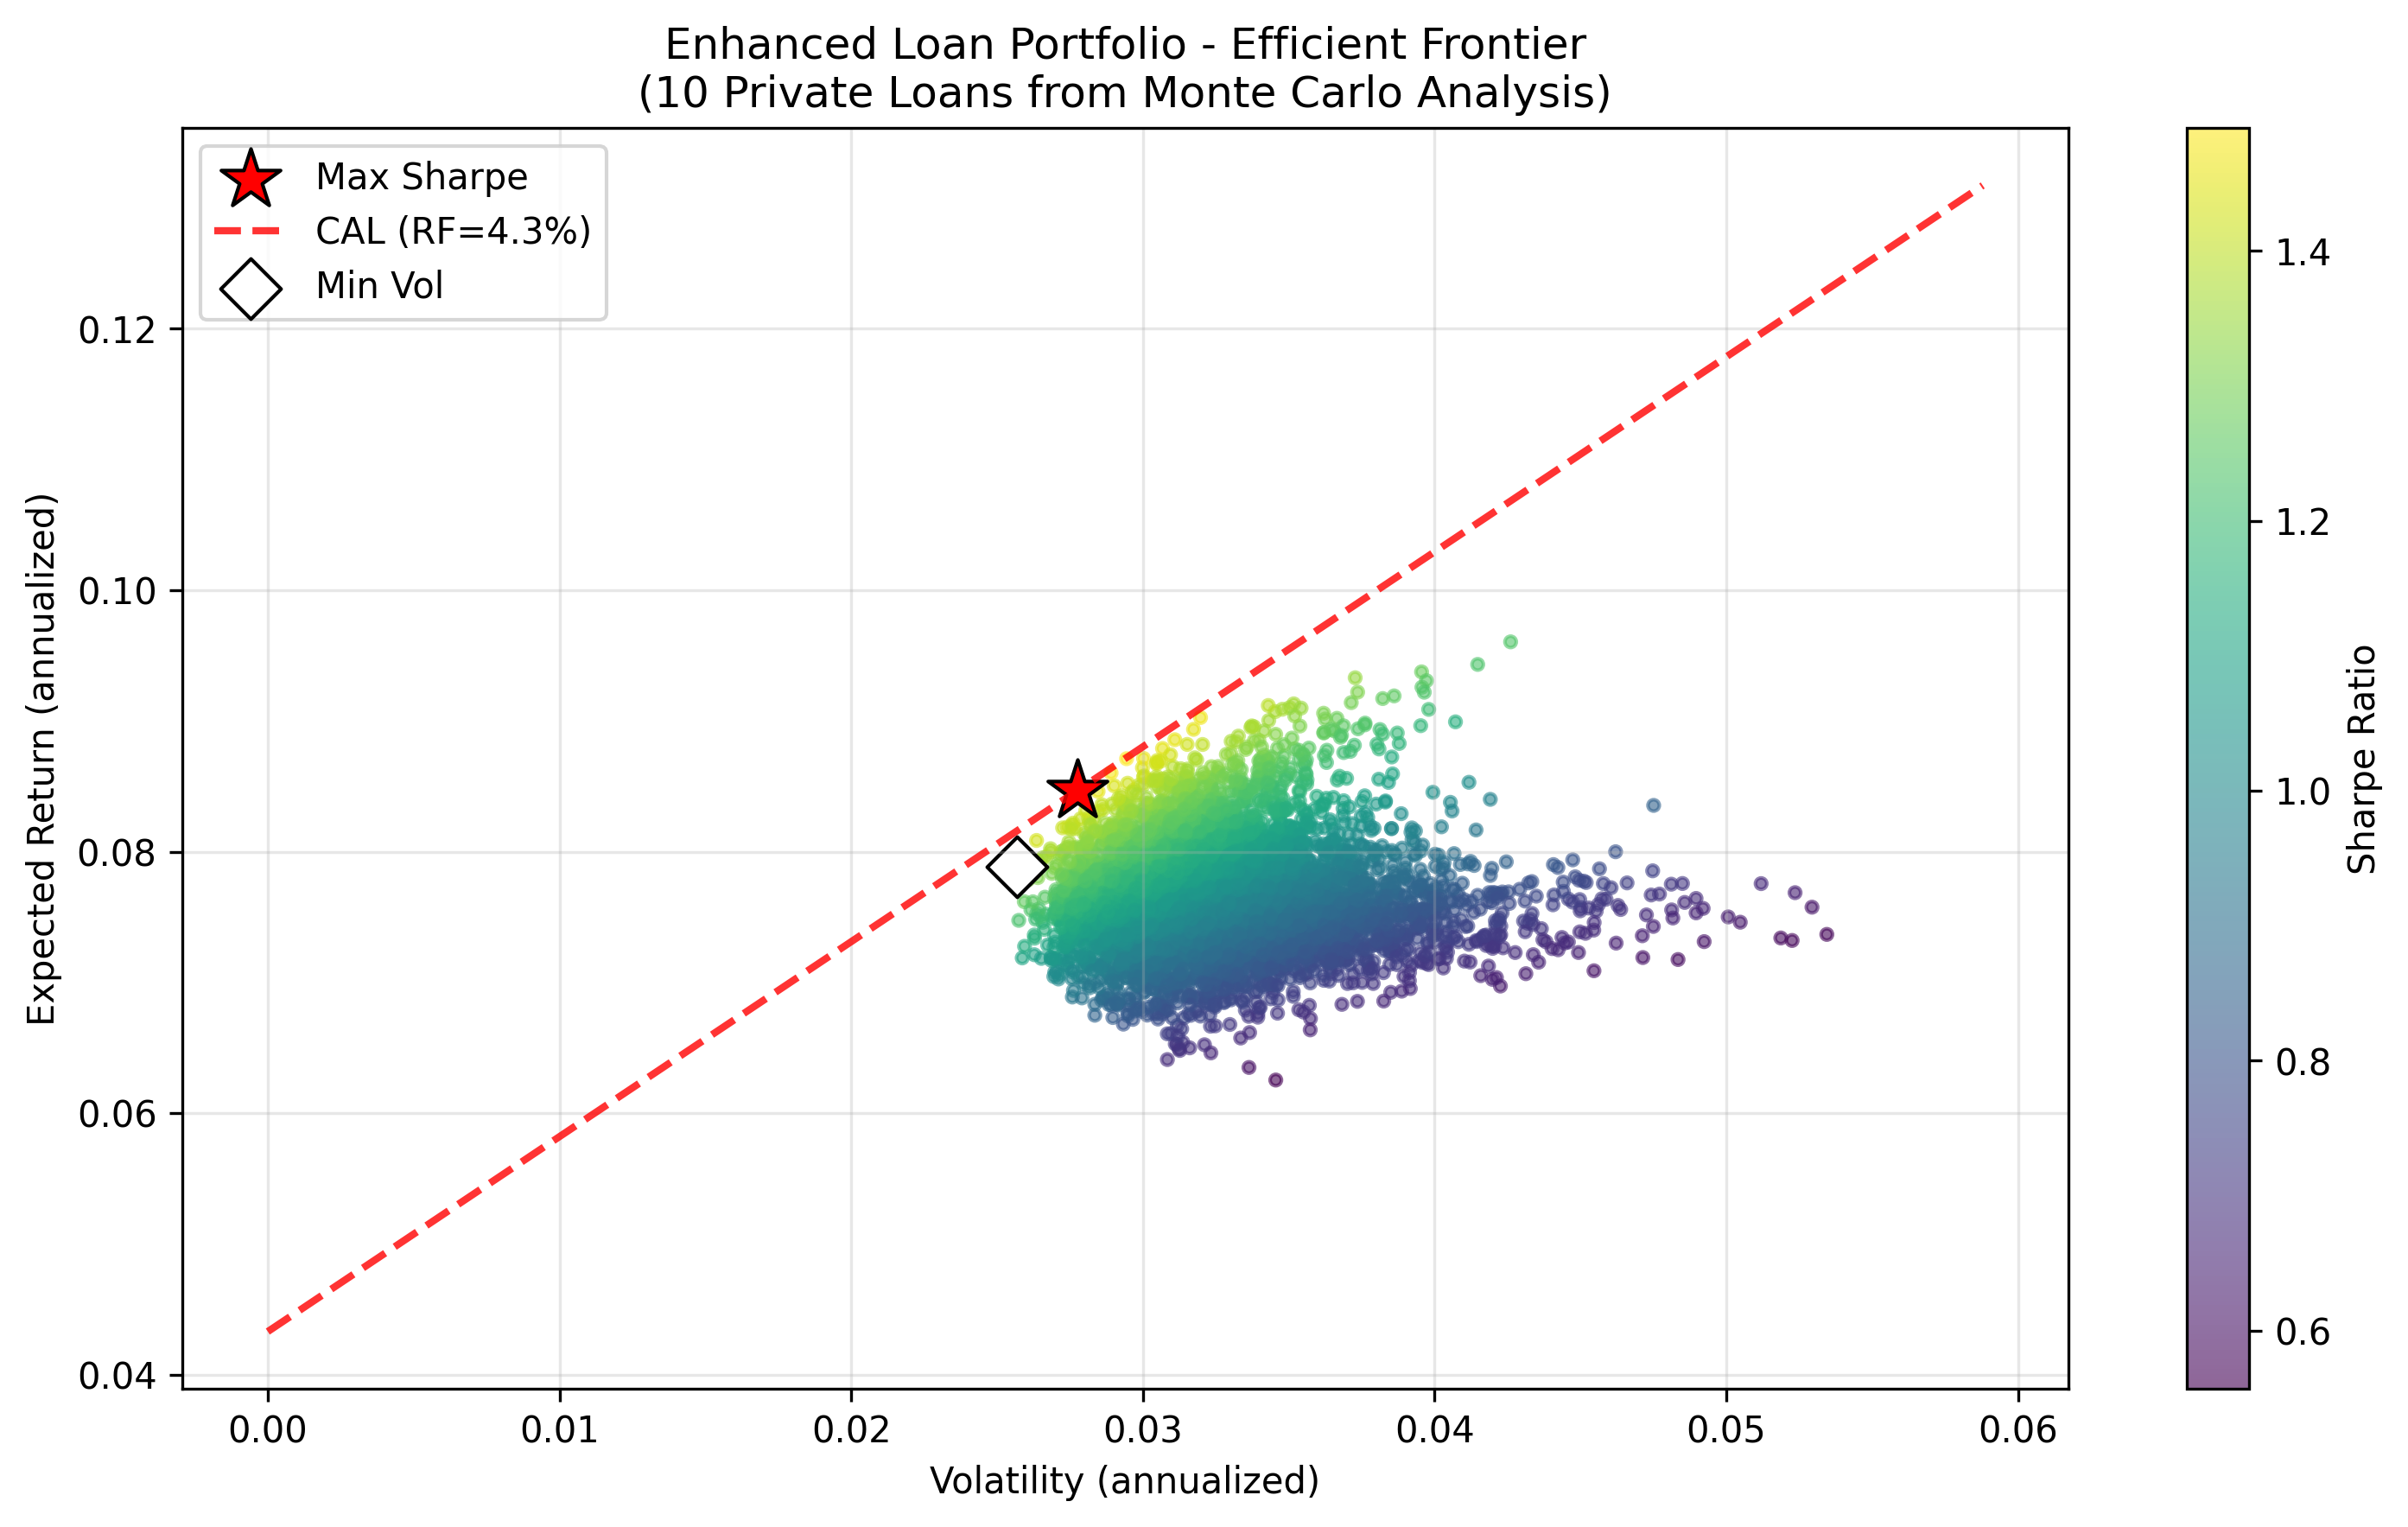 Enhanced Loan Portfolio - Efficient Frontier
(10 Private Loans from Monte Carlo Analysis)
Max Sharpe
CAL (RF=4.3%)
Min Vol
Expected Return (annualized)
0.12
0.10
0.08
0.06
0.04
0.00
0.01
0.02
0.03
0.04
0.05
0.06
Volatility (annualized)
1.4
1.2
1.0
0.8
0.6
Sharpe Ratio